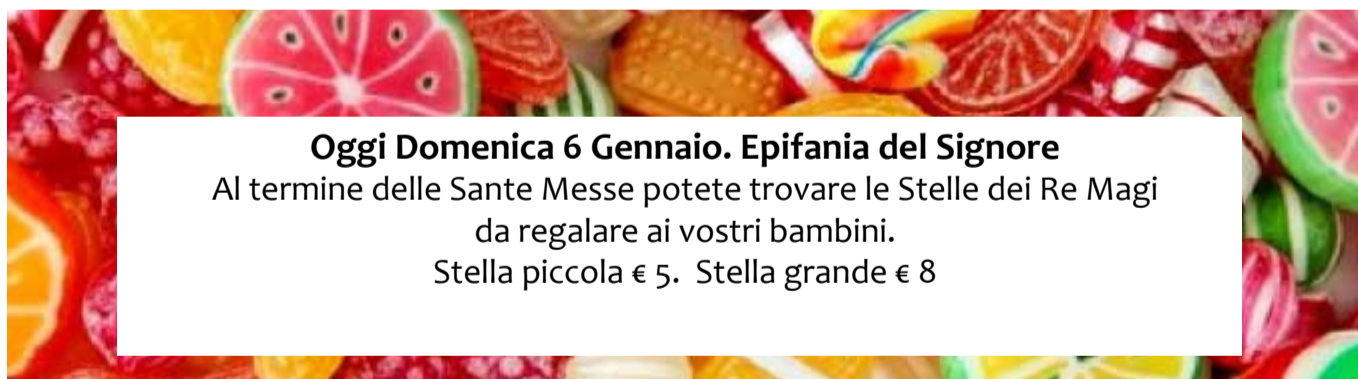 Oggi Domenica 6 Gennaio. Epifania del Signore
Al termine delle Sante Messe potete trovare le Stelle dei Re Magi
da regalare ai vostri bambini.
Stella piccola € 5.  Stella grande € 8